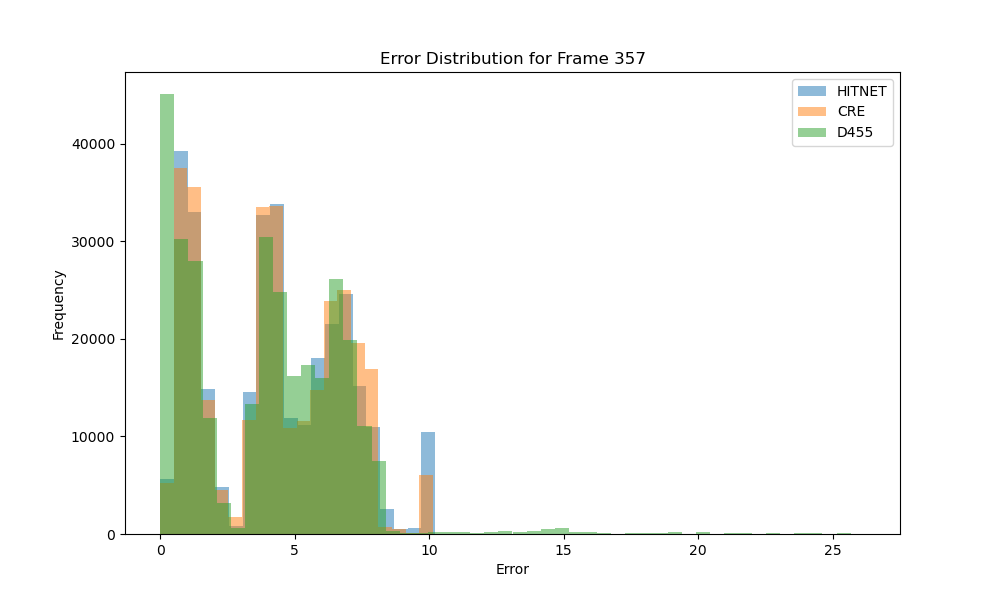 Error Distribution for Frame 357
HITNET
CRE
D455
Frequency
40000
30000
20000
10000
0
0 5 10 15 20 25
Error